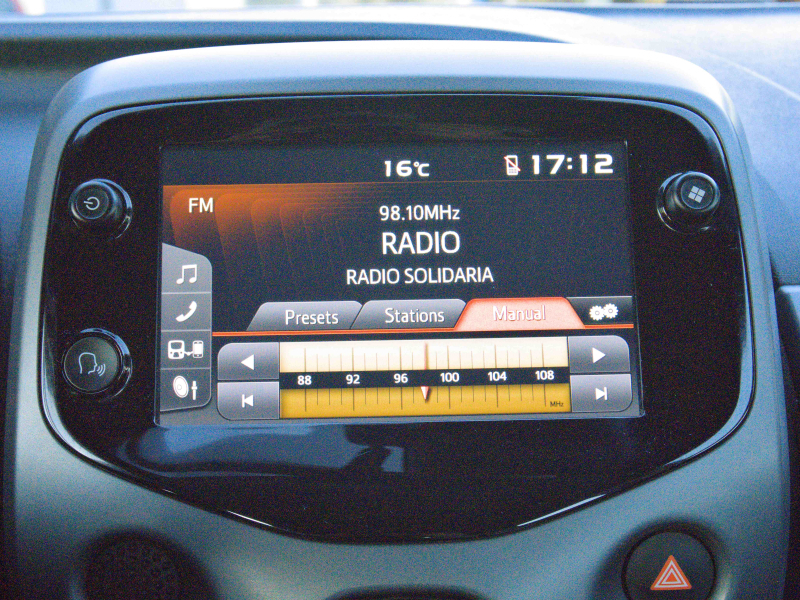 16°C
17:12
FM
98.10MHz
RADIO
RADIO SOLIDARIA
Presets Stations Manual
88 92 96 100 104 108
MHz